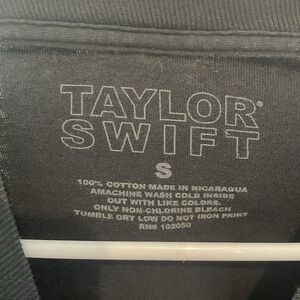 TAYLOR®
SWIFT
S
100% COTTON MADE IN NICARAGUA
AMACHINE WASH COLD INSIDE
OUT WITH LIKE COLORS.
ONLY NON-CHLORINE BLEACH
TUMBLE DRY LOW DO NOT IRON PRINT
RN# 102050